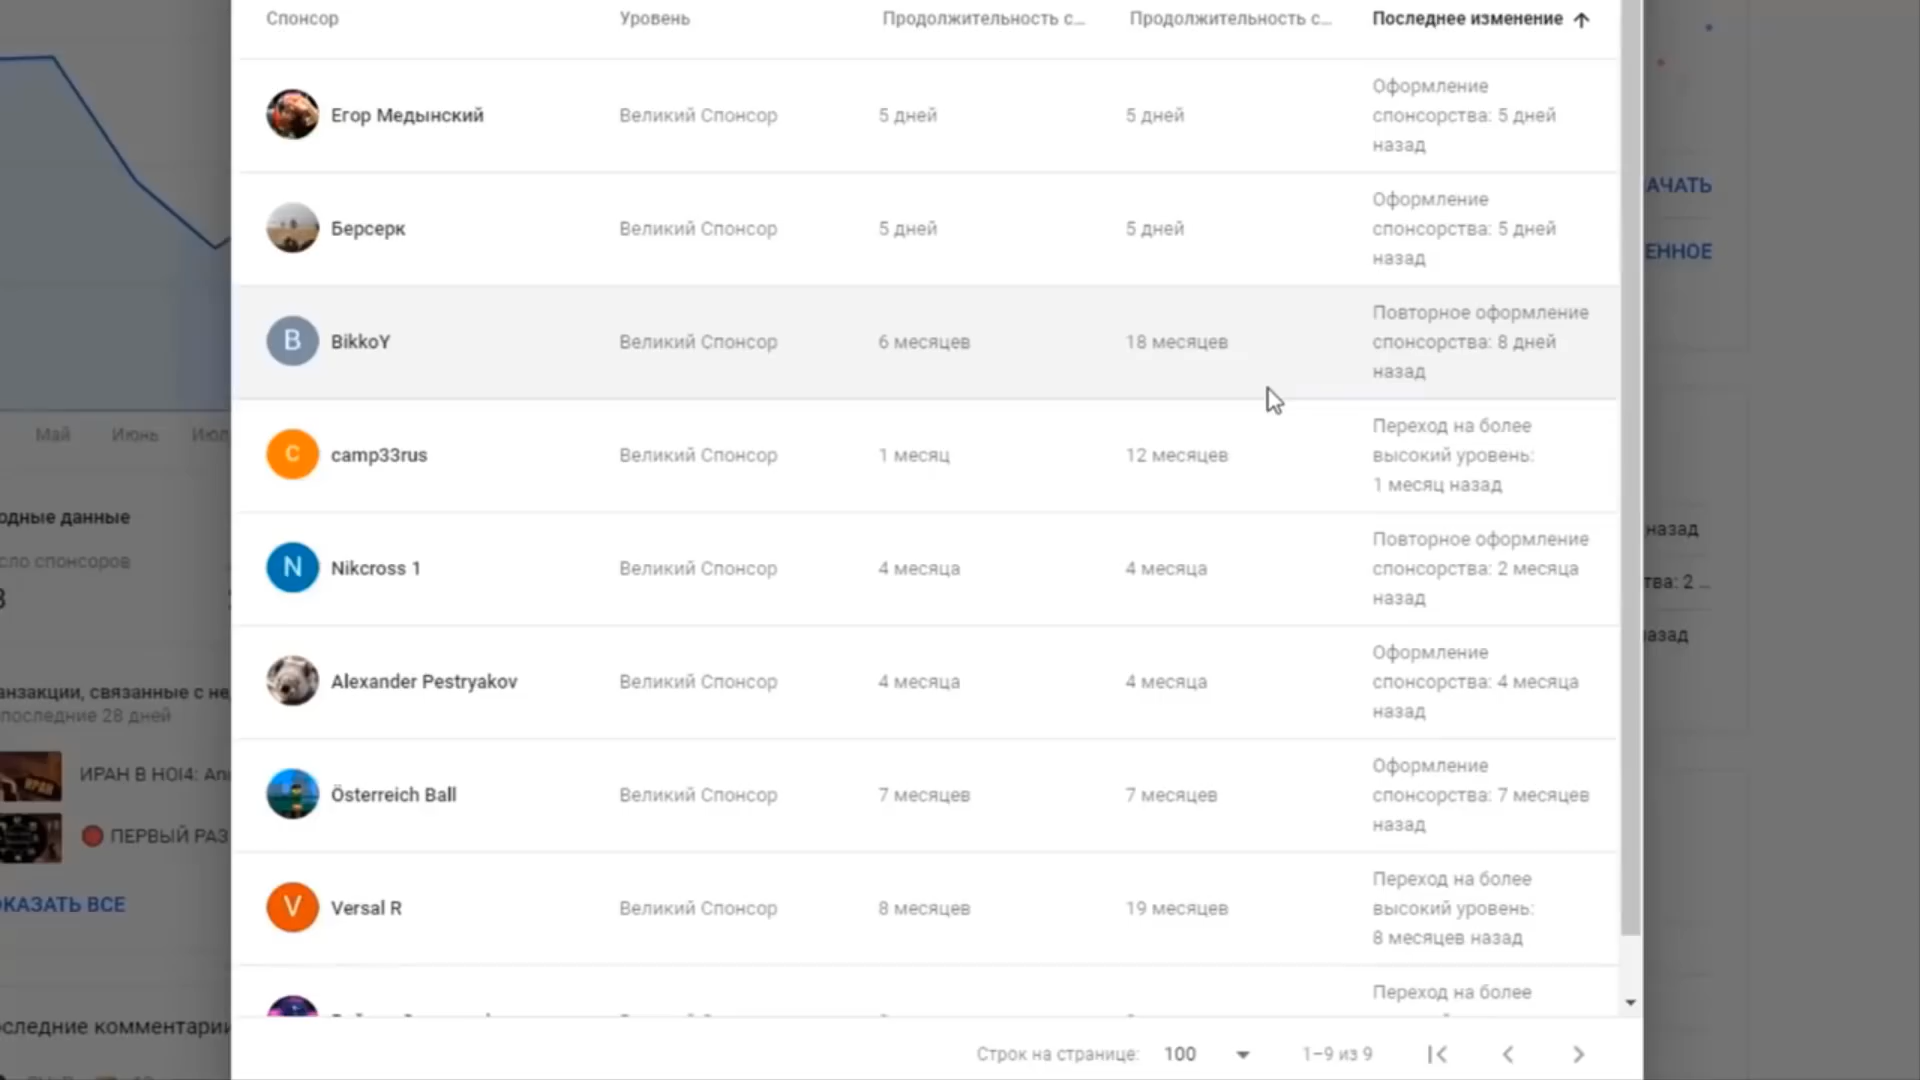 Спонсор Уровень Продолжительность с... Продолжительность с... Последнее изменение
Егор Медынский Великий Спонсор 5 дней 5 дней Оформление
спонсорства: 5 дней
назад
Берсерк Великий Спонсор 5 дней 5 дней Оформление
спонсорства: 5 дней
назад
B BikkoY Великий Спонсор 6 месяцев 18 месяцев Повторное оформление
спонсорства: 8 дней
назад
C camp33rus Великий Спонсор 1 месяц 12 месяцев Переход на более
высокий уровень:
1 месяц назад
N Nikcross 1 Великий Спонсор 4 месяца 4 месяца Повторное оформление
спонсорства: 2 месяца
назад
Alexander Pestryakov Великий Спонсор 4 месяца 4 месяца Оформление
спонсорства: 4 месяца
назад
Österreich Ball Великий Спонсор 7 месяцев 7 месяцев Оформление
спонсорства: 7 месяцев
назад
V Versal R Великий Спонсор 8 месяцев 19 месяцев Переход на более
высокий уровень:
8 месяцев назад
Переход на более
Строк на странице: 100 1–9 из 9
Май Июнь Июл
одные данные
сло спонсоров
анзакции, связанные с не
последние 28 дней
ИРАН В HOI4: An
ПЕРВЫЙ РАЗ
ОКАЗАТЬ ВСЕ
оследние комментарии
АЧАТЬ
ЕННОЕ
назад
тва: 2 ...
назад